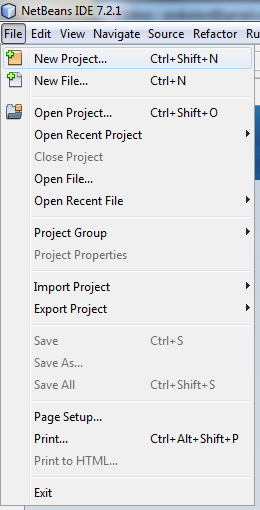 NetBeans IDE 7.2.1
File Edit View Navigate Source Refactor Ru
New Project... Ctrl+Shift+N
New File... Ctrl+N
Open Project... Ctrl+Shift+O
Open Recent Project
Close Project
Open File...
Open Recent File
Project Group
Project Properties
Import Project
Export Project
Save Ctrl+S
Save As...
Save All Ctrl+Shift+S
Page Setup...
Print... Ctrl+Alt+Shift+P
Print to HTML...
Exit